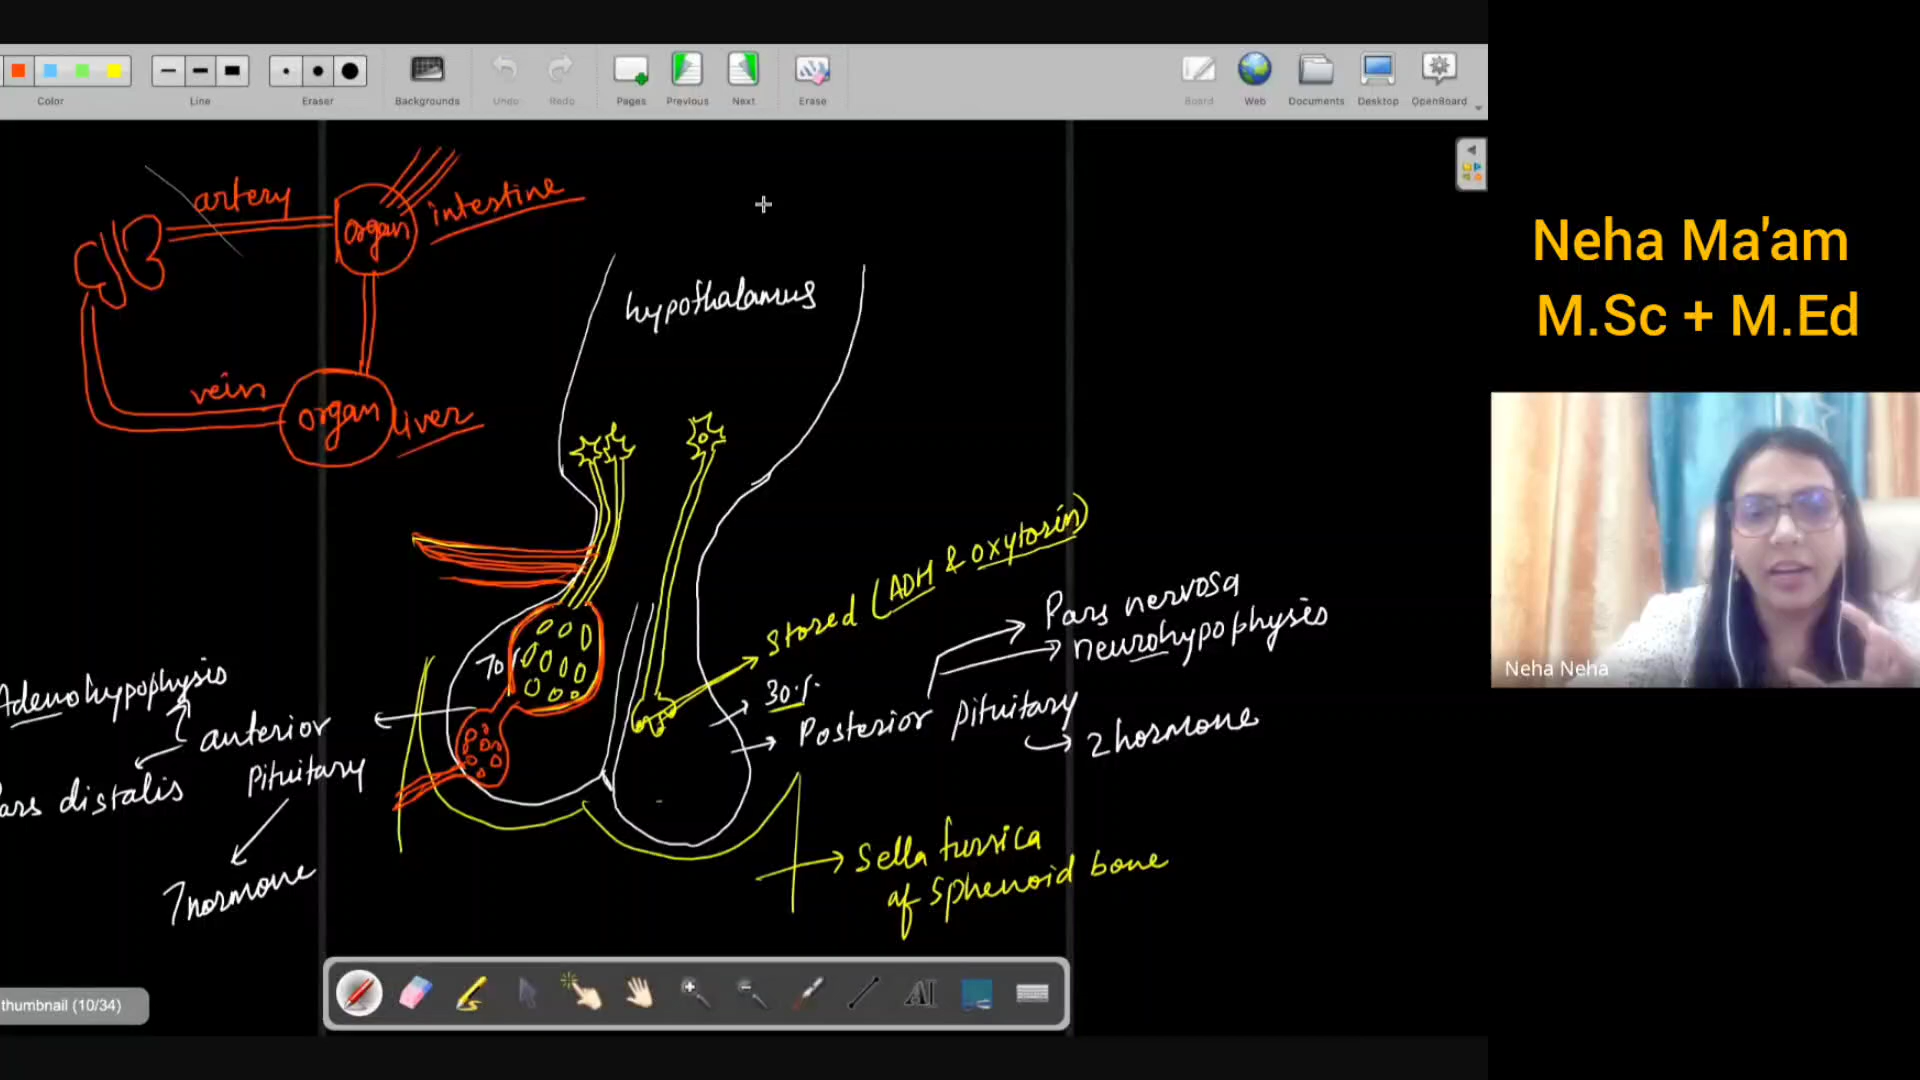 Color
Line
Eraser
Backgrounds
Undo
Redo
Pages
Previous
Next
Erase
Board
Web
Documents
Desktop
OpenBoard
artery
organ
intestine
vein
organ
liver
hypothalamus
Stored (ADH & oxytocin)
70%
30%
Pars nervosa
neurohypophysis
Posterior pituitary
2 hormone
Adenohypophysis
anterior
pituitary
ars distalis
7 hormone
Sella tursica
of sphenoid bone
thumbnail (10/34)
Neha Ma'am
M.Sc + M.Ed
Neha Neha